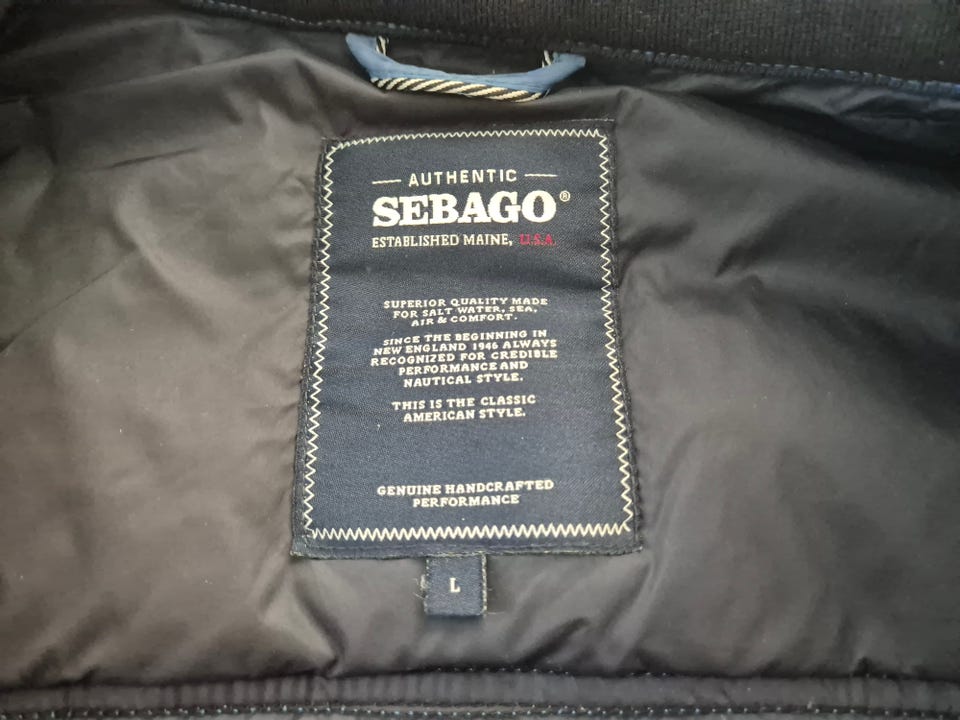 AUTHENTIC
SEBAGO®
ESTABLISHED MAINE, U.S.A.
SUPERIOR QUALITY MADE
FOR SALT WATER, SEA,
AIR & COMFORT.
SINCE THE BEGINNING IN
NEW ENGLAND 1946 ALWAYS
RECOGNIZED FOR CREDIBLE
PERFORMANCE AND
NAUTICAL STYLE.
THIS IS THE CLASSIC
AMERICAN STYLE.
GENUINE HANDCRAFTED
PERFORMANCE
L